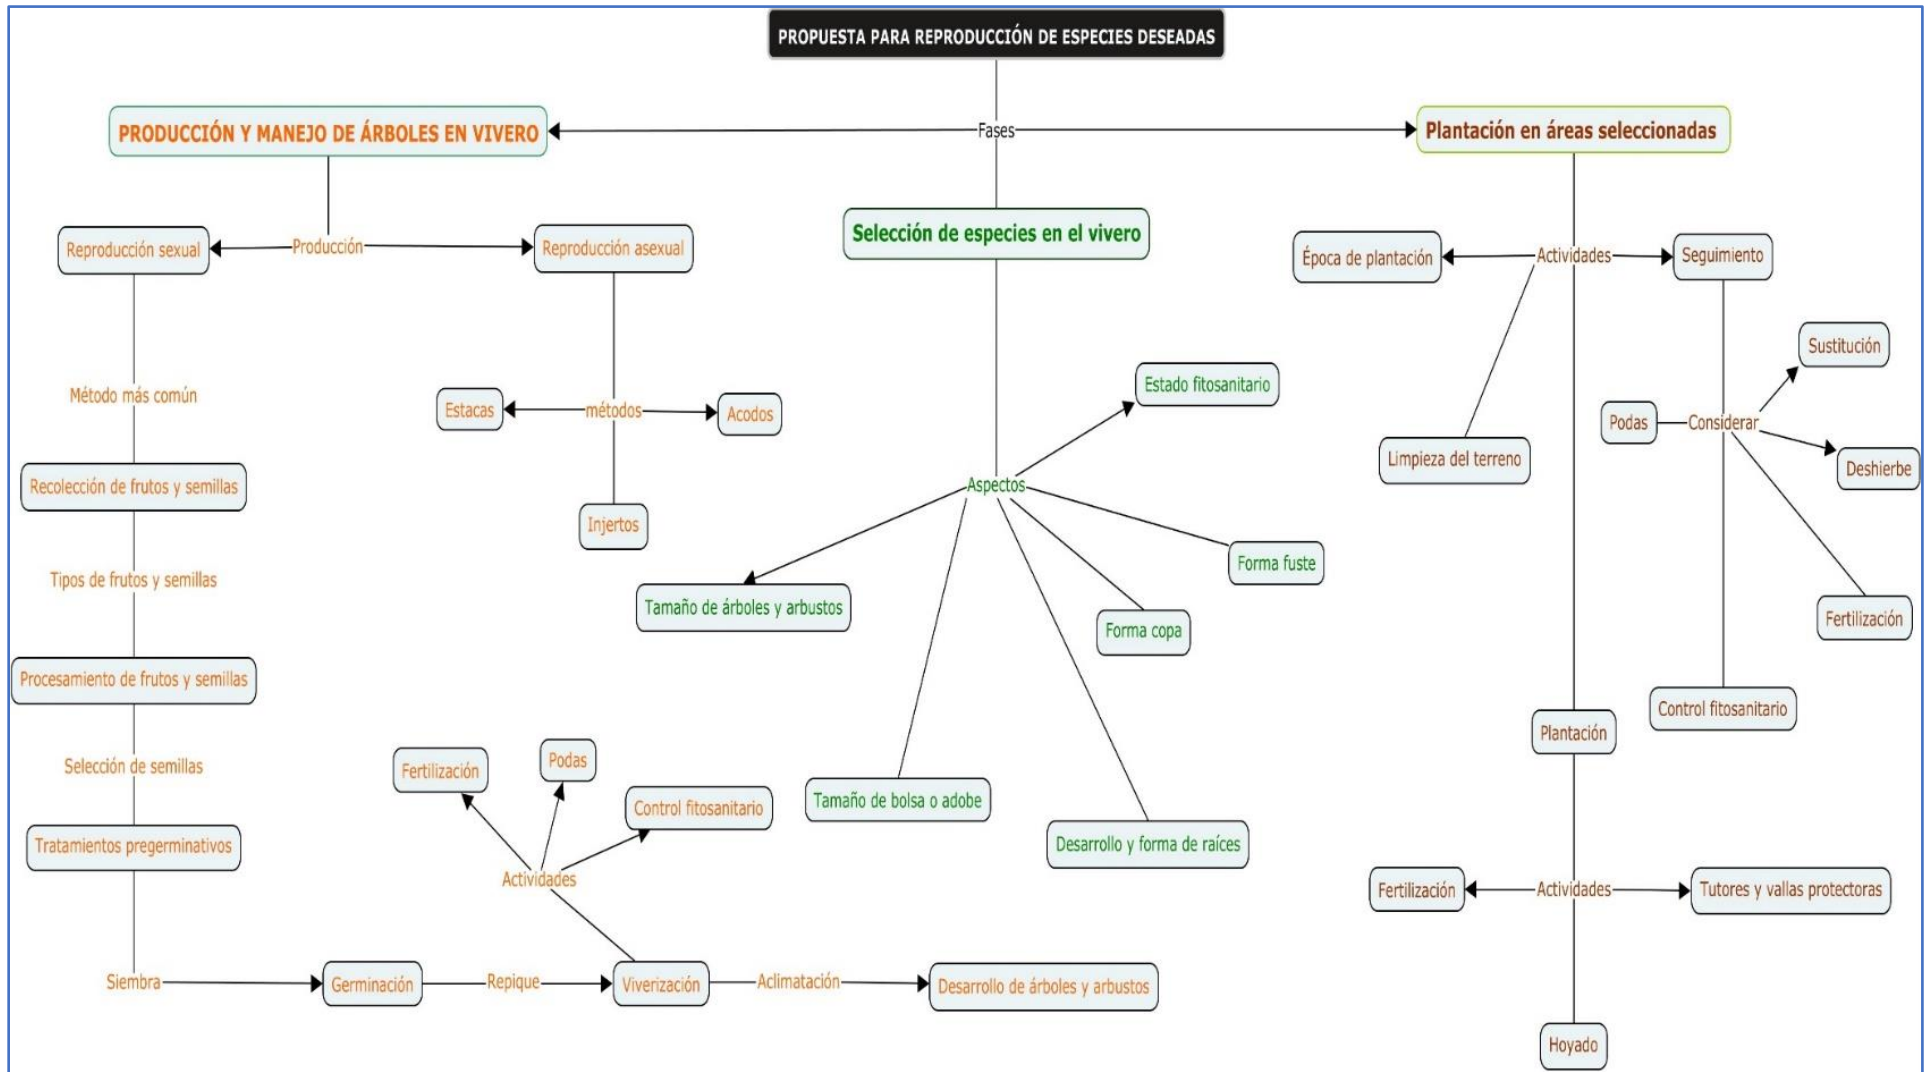 PROPUESTA PARA REPRODUCCIÓN DE ESPECIES DESEADAS
Fases
PRODUCCIÓN Y MANEJO DE ÁRBOLES EN VIVERO
Producción
Reproducción sexual
Método más común
Recolección de frutos y semillas
Tipos de frutos y semillas
Procesamiento de frutos y semillas
Selección de semillas
Tratamientos pregerminativos
Siembra
Germinación
Repique
Viverización
Aclimatación
Desarrollo de árboles y arbustos
Actividades
Fertilización
Podas
Control fitosanitario
Reproducción asexual
métodos
Estacas
Acodos
Injertos
Selección de especies en el vivero
Aspectos
Estado fitosanitario
Forma fuste
Forma copa
Desarrollo y forma de raíces
Tamaño de bolsa o adobe
Tamaño de árboles y arbustos
Plantación en áreas seleccionadas
Actividades
Época de plantación
Limpieza del terreno
Seguimiento
Considerar
Podas
Sustitución
Deshierbe
Fertilización
Control fitosanitario
Plantación
Actividades
Fertilización
Tutores y vallas protectoras
Hoyado